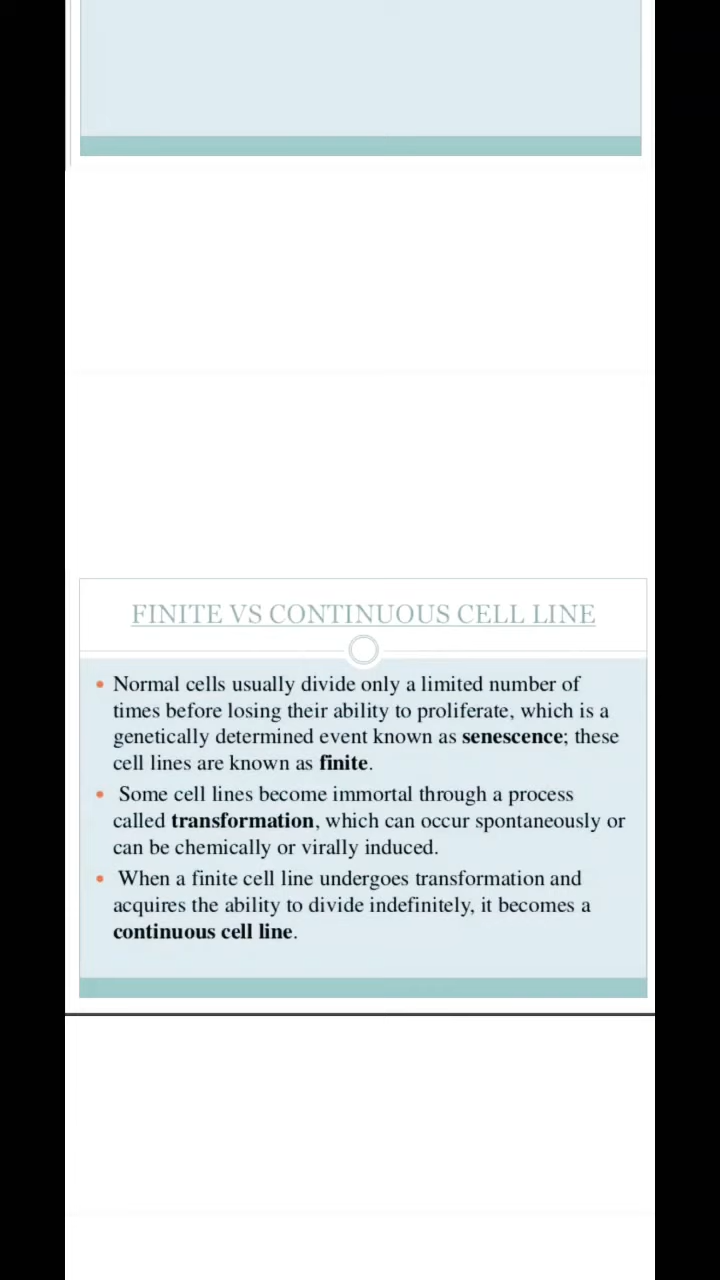 FINITE VS CONTINUOUS CELL LINE
• Normal cells usually divide only a limited number of
times before losing their ability to proliferate, which is a
genetically determined event known as senescence; these
cell lines are known as finite.
• Some cell lines become immortal through a process
called transformation, which can occur spontaneously or
can be chemically or virally induced.
• When a finite cell line undergoes transformation and
acquires the ability to divide indefinitely, it becomes a
continuous cell line.